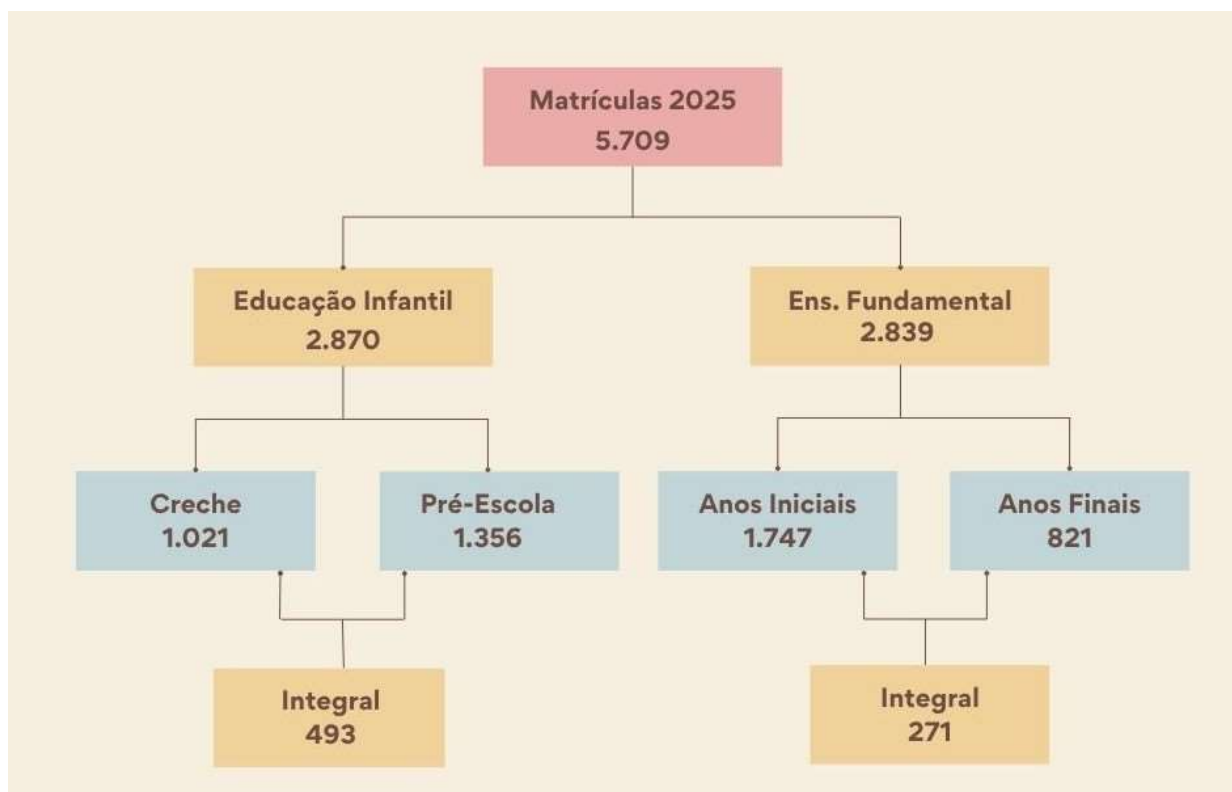 Matrículas 2025
5.709
Educação Infantil
2.870
Ens. Fundamental
2.839
Creche
1.021
Pré-Escola
1.356
Anos Iniciais
1.747
Anos Finais
821
Integral
493
Integral
271